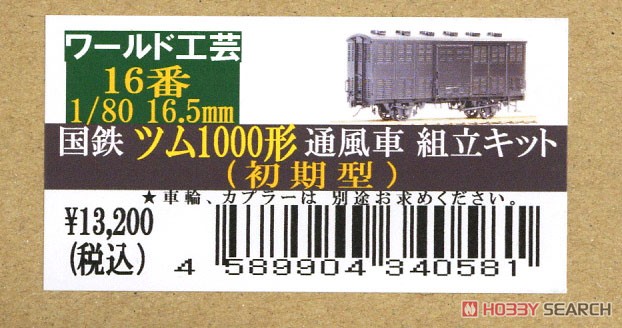 ワールド工芸
16番
1/80 16.5mm
国鉄 ツム1000形 通風車 組立キット
(初期型)
★車輪、カプラーは 別途お求めください。
¥13,200
(税込)
4 589904 340581
HOBBY SEARCH